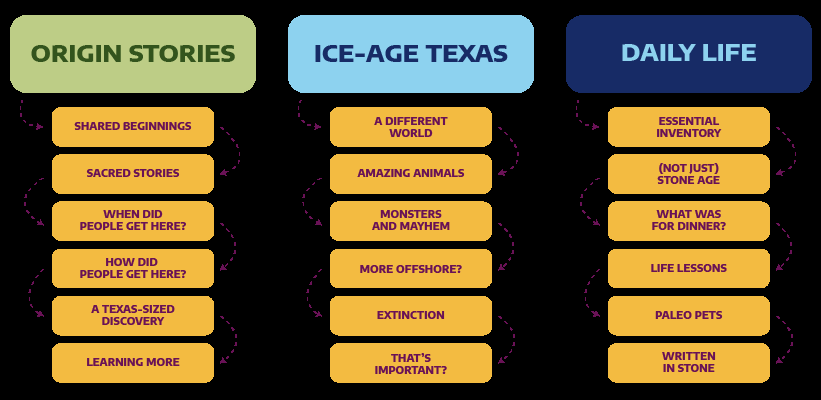 ORIGIN STORIES
SHARED BEGINNINGS
SACRED STORIES
WHEN DID
PEOPLE GET HERE?
HOW DID
PEOPLE GET HERE?
A TEXAS-SIZED
DISCOVERY
LEARNING MORE
ICE-AGE TEXAS
A DIFFERENT
WORLD
AMAZING ANIMALS
MONSTERS
AND MAYHEM
MORE OFFSHORE?
EXTINCTION
THAT'S
IMPORTANT?
DAILY LIFE
ESSENTIAL
INVENTORY
(NOT JUST)
STONE AGE
WHAT WAS
FOR DINNER?
LIFE LESSONS
PALEO PETS
WRITTEN
IN STONE